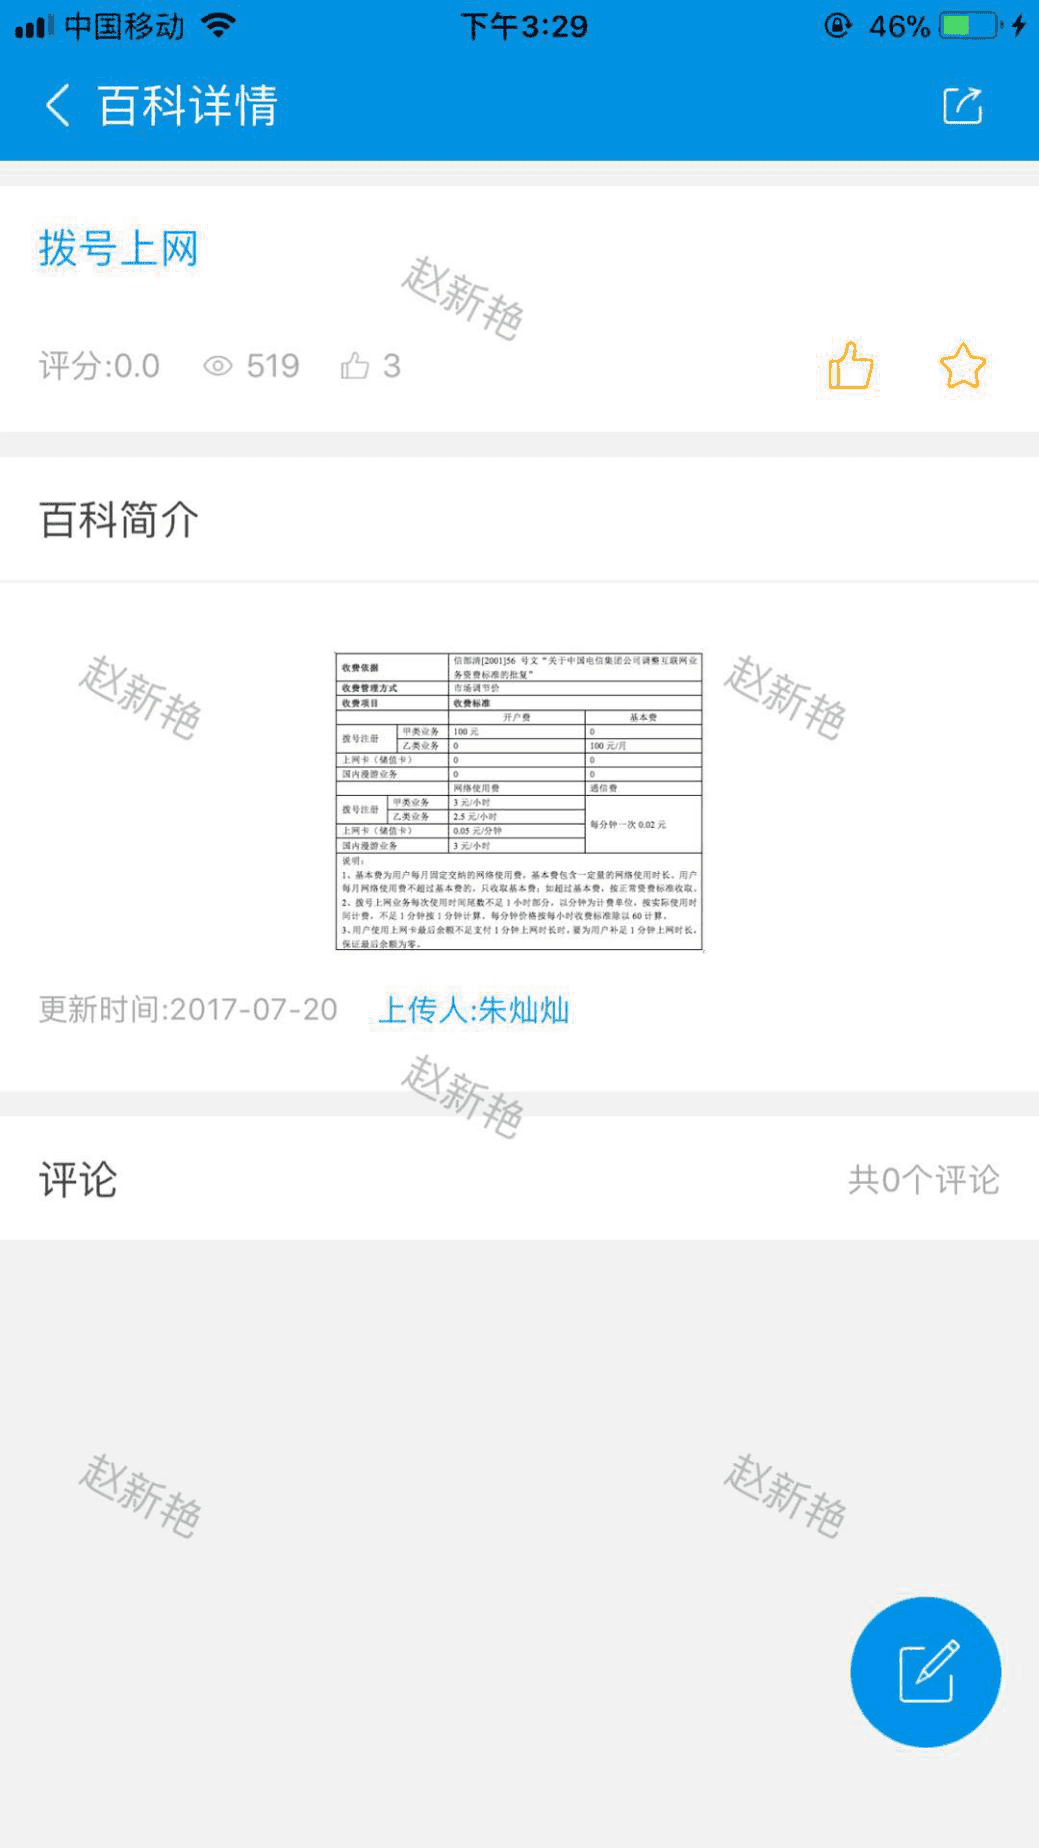 中国移动
下午3:29
46%
百科详情
拨号上网
赵新艳
评分:0.0 519 3
百科简介
赵新艳
赵新艳
收费依据 信部清[2001]56 号文“关于中国电信集团公司调整互联网业
务资费标准的批复”
收费管理方式 市场调节价
收费项目 收费标准
开户费 基本费
拨号注册 甲类业务 100 元 0
乙类业务 0 100 元/月
上网卡（储值卡） 0 0
国内漫游业务 0 0
网络使用费 通信费
拨号注册 甲类业务 3 元/小时
乙类业务 2.5 元/小时
每分钟一次 0.02 元
上网卡（储值卡） 0.05 元/分钟
国内漫游业务 3 元/小时
说明：
1、基本费为用户每月固定交纳的网络使用费，基本费包含一定量的网络使用时长。用户
每月网络使用费不超过基本费的，只收取基本费；如超过基本费，按正常资费标准收取。
2、拨号上网业务每次使用时间尾数不足 1 小时部分，以分钟为计费单位，按实际使用时
间计费，不足 1 分钟按 1 分钟计算，每分钟价格按每小时收费标准除以 60 计算。
3、用户使用上网卡最后余额不足支付 1 分钟上网时长时，要为用户补足 1 分钟上网时长，
保证最后余额为零。
更新时间:2017-07-20 上传人:朱灿灿
赵新艳
评论 共0个评论
赵新艳
赵新艳